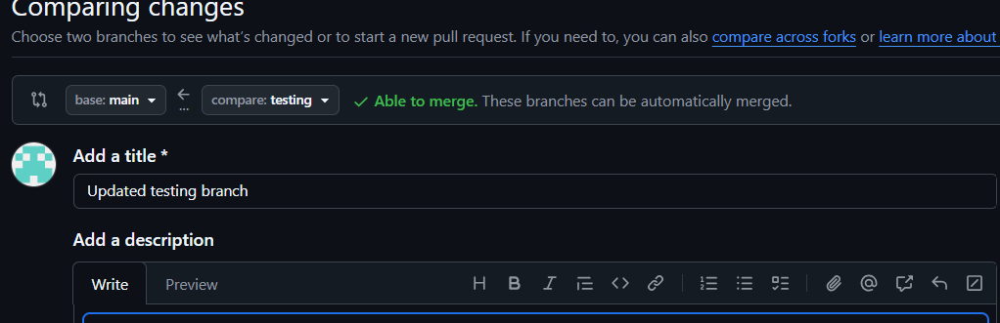 Comparing changes
Choose two branches to see what's changed or to start a new pull request. If you need to, you can also compare across forks or learn more about
base: main
compare: testing
Able to merge. These branches can be automatically merged.
Add a title *
Updated testing branch
Add a description
Write Preview H B I